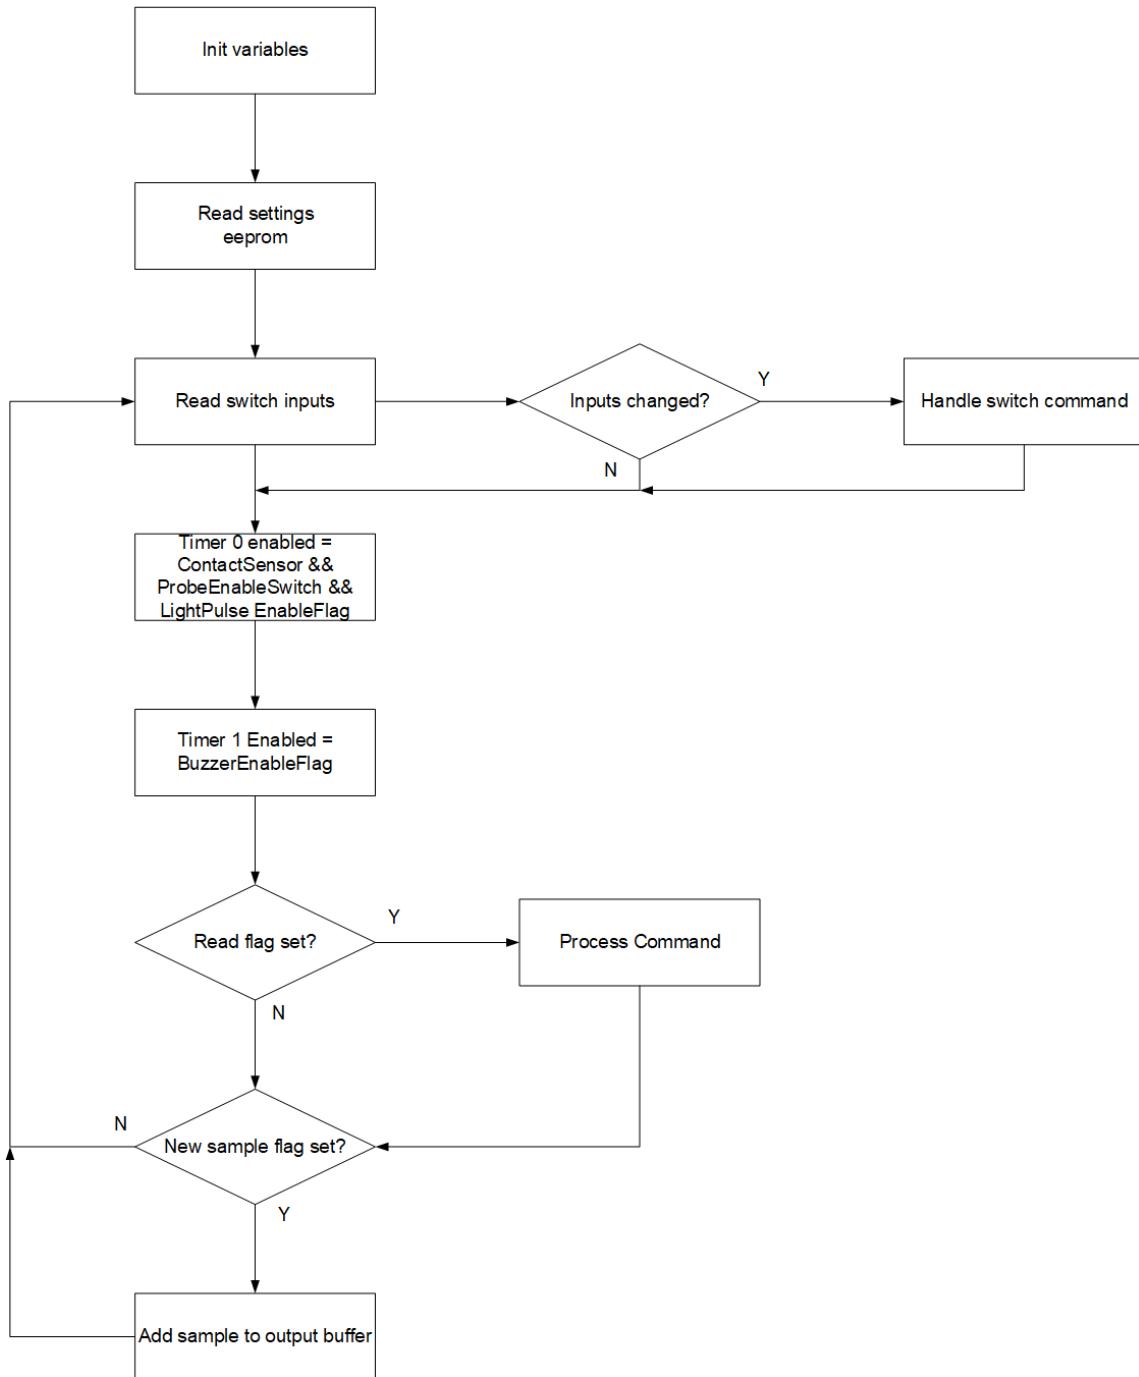 Init variables
Read settings
eeprom
Read switch inputs
Inputs changed?
Y
Handle switch command
N
Timer 0 enabled =
ContactSensor &&
ProbeEnableSwitch &&
LightPulse EnableFlag
Timer 1 Enabled =
BuzzerEnableFlag
Read flag set?
Y
Process Command
N
New sample flag set?
N
Y
Add sample to output buffer